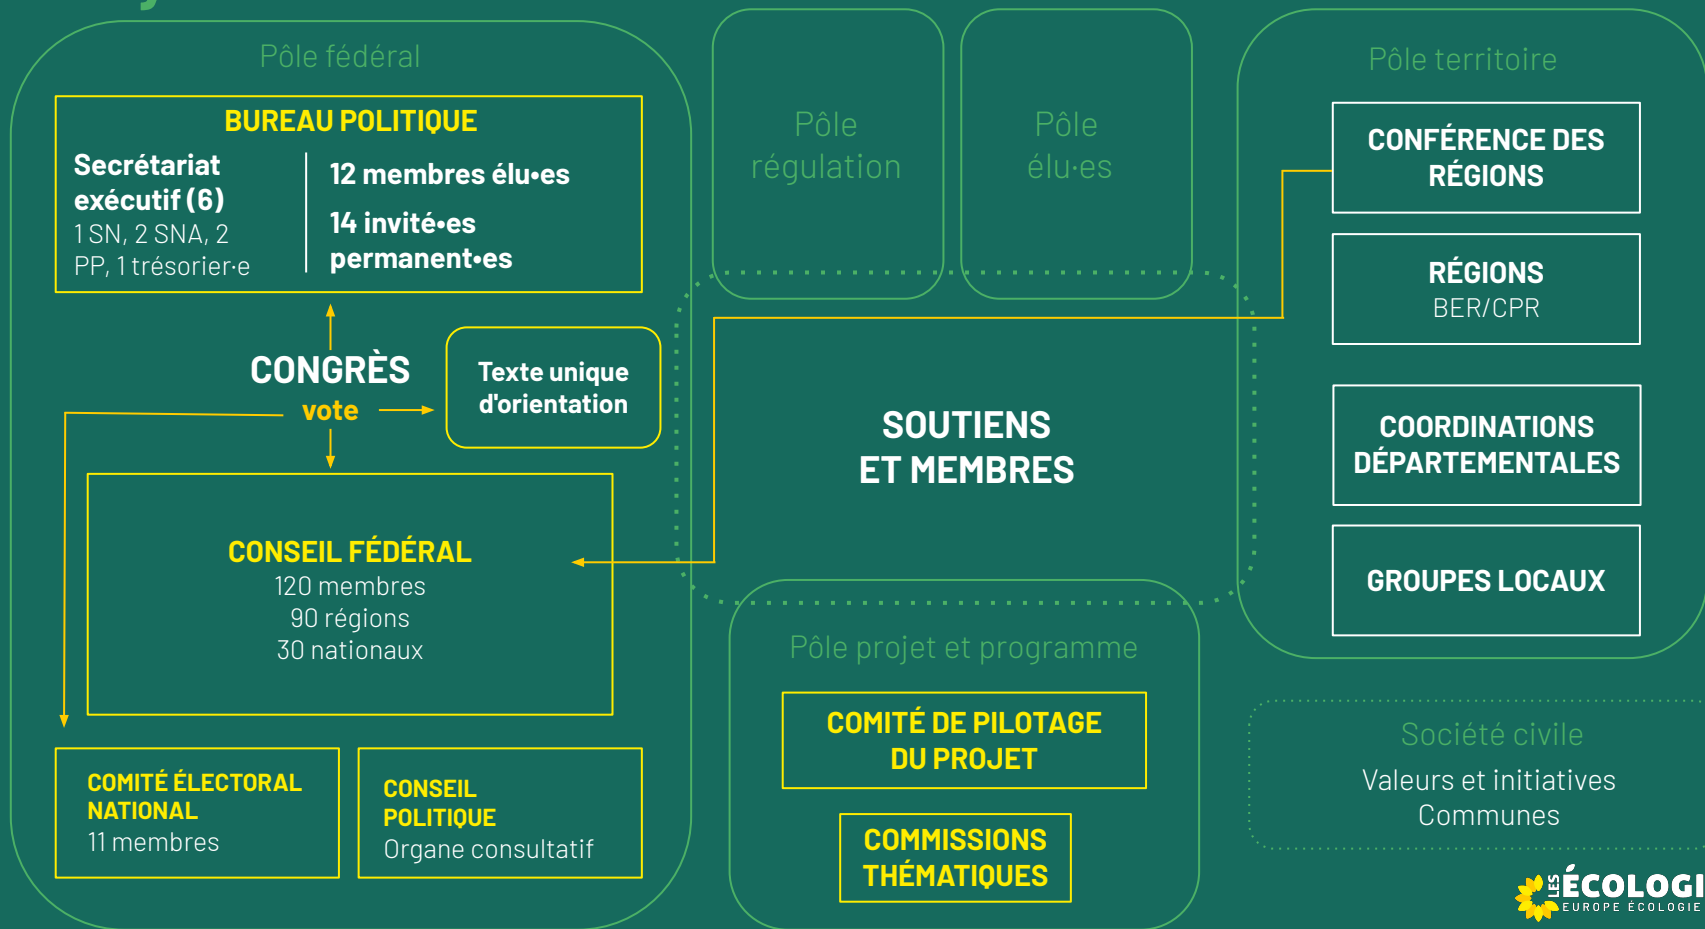 Pôle fédéral
BUREAU POLITIQUE
Secrétariat
exécutif (6)
1 SN, 2 SNA, 2
PP, 1 trésorier·e
12 membres élu•es
14 invité•es
permanent•es
CONGRÈS
vote
Texte unique
d'orientation
CONSEIL FÉDÉRAL
120 membres
90 régions
30 nationaux
COMITÉ ÉLECTORAL
NATIONAL
11 membres
CONSEIL
POLITIQUE
Organe consultatif
Pôle
régulation
Pôle
élu·es
SOUTIENS
ET MEMBRES
Pôle projet et programme
COMITÉ DE PILOTAGE
DU PROJET
COMMISSIONS
THÉMATIQUES
Pôle territoire
CONFÉRENCE DES
RÉGIONS
RÉGIONS
BER/CPR
COORDINATIONS
DÉPARTEMENTALES
GROUPES LOCAUX
Société civile
Valeurs et initiatives
Communes
LES ÉCOLOGI
EUROPE ÉCOLOGIE